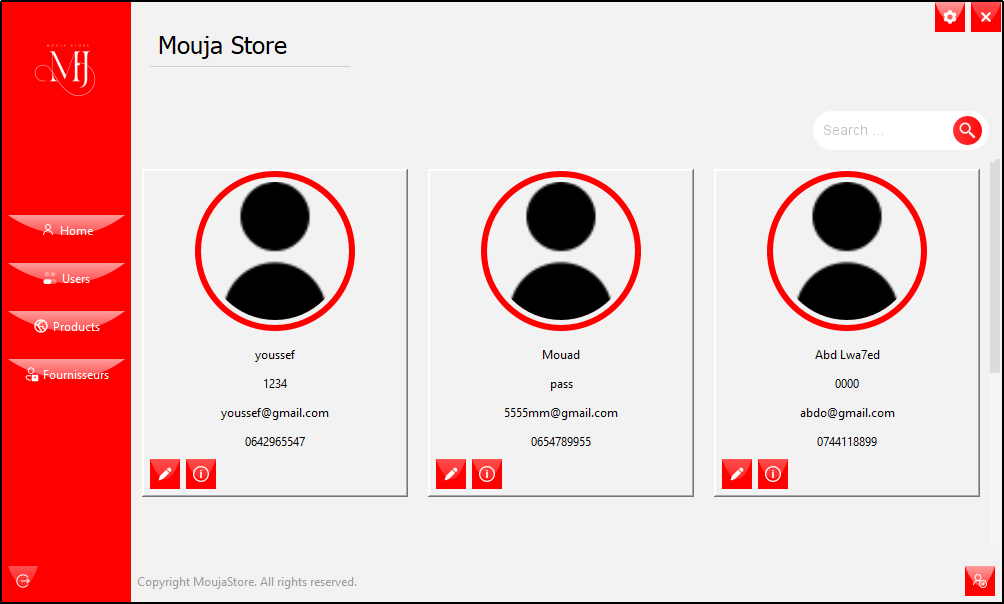 MOUJA STORE
MJ
Mouja Store
Search ...
Home
Users
Products
Fournisseurs
youssef
1234
youssef@gmail.com
0642965547
Mouad
pass
5555mm@gmail.com
0654789955
Abd Lwa7ed
0000
abdo@gmail.com
0744118899
Copyright MoujaStore. All rights reserved.